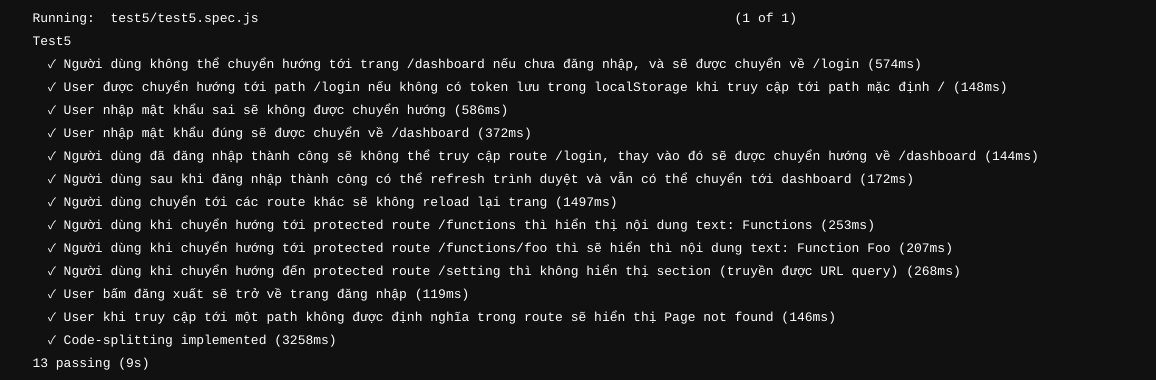 Running:  test5/test5.spec.js (1 of 1)
Test5
✓ Người dùng không thể chuyển hướng tới trang /dashboard nếu chưa đăng nhập, và sẽ được chuyển về /login (574ms)
✓ User được chuyển hướng tới path /login nếu không có token lưu trong localStorage khi truy cập tới path mặc định / (148ms)
✓ User nhập mật khẩu sai sẽ không được chuyển hướng (586ms)
✓ User nhập mật khẩu đúng sẽ được chuyển về /dashboard (372ms)
✓ Người dùng đã đăng nhập thành công sẽ không thể truy cập route /login, thay vào đó sẽ được chuyển hướng về /dashboard (144ms)
✓ Người dùng sau khi đăng nhập thành công có thể refresh trình duyệt và vẫn có thể chuyển tới dashboard (172ms)
✓ Người dùng chuyển tới các route khác sẽ không reload lại trang (1497ms)
✓ Người dùng khi chuyển hướng tới protected route /functions thì hiển thị nội dung text: Functions (253ms)
✓ Người dùng khi chuyển hướng tới protected route /functions/foo thì sẽ hiển thì nội dung text: Function Foo (207ms)
✓ Người dùng khi chuyển hướng đến protected route /setting thì không hiển thị section (truyền được URL query) (268ms)
✓ User bấm đăng xuất sẽ trở về trang đăng nhập (119ms)
✓ User khi truy cập tới một path không được định nghĩa trong route sẽ hiển thị Page not found (146ms)
✓ Code-splitting implemented (3258ms)
13 passing (9s)